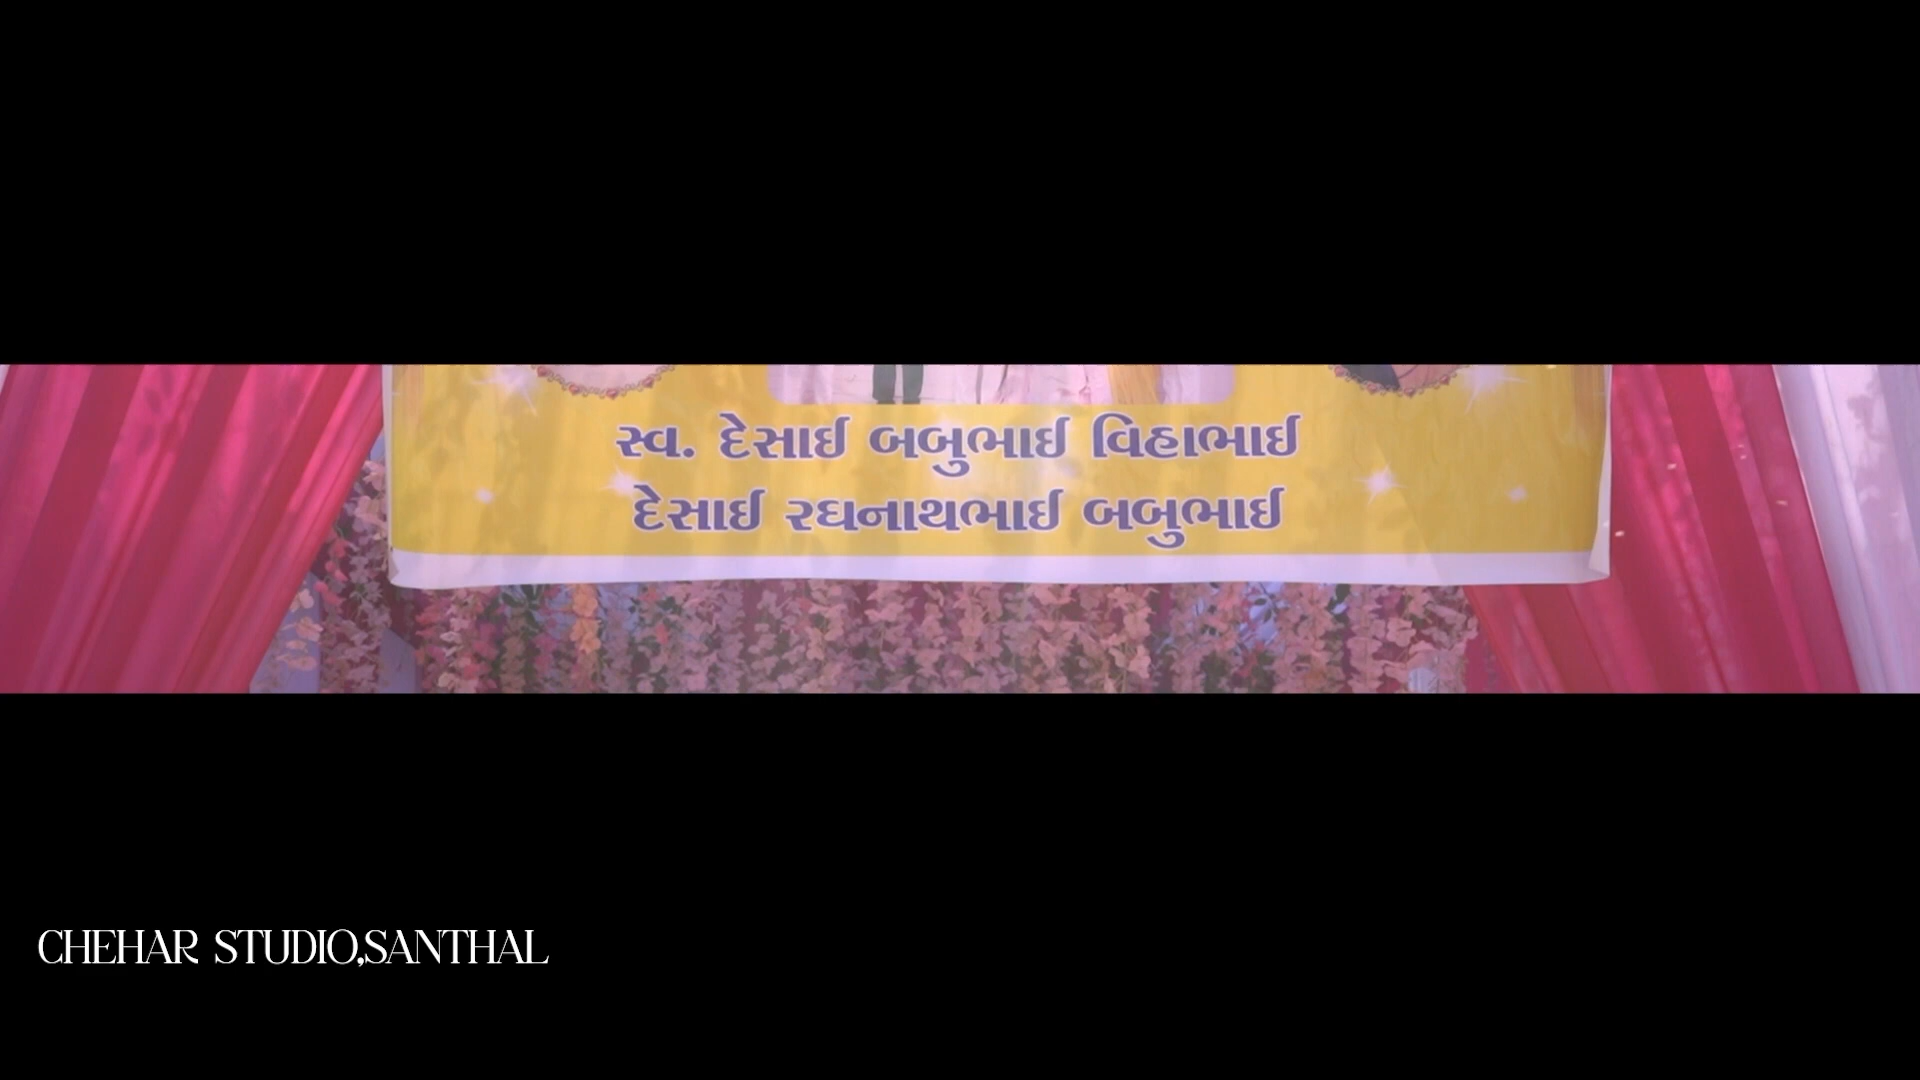 સ્વ. દેસાઈ બબુભાઈ વિહાભાઈ
દેસાઈ રઘનાથભાઈ બબુભાઈ
CHEHAR STUDIO,SANTHAL